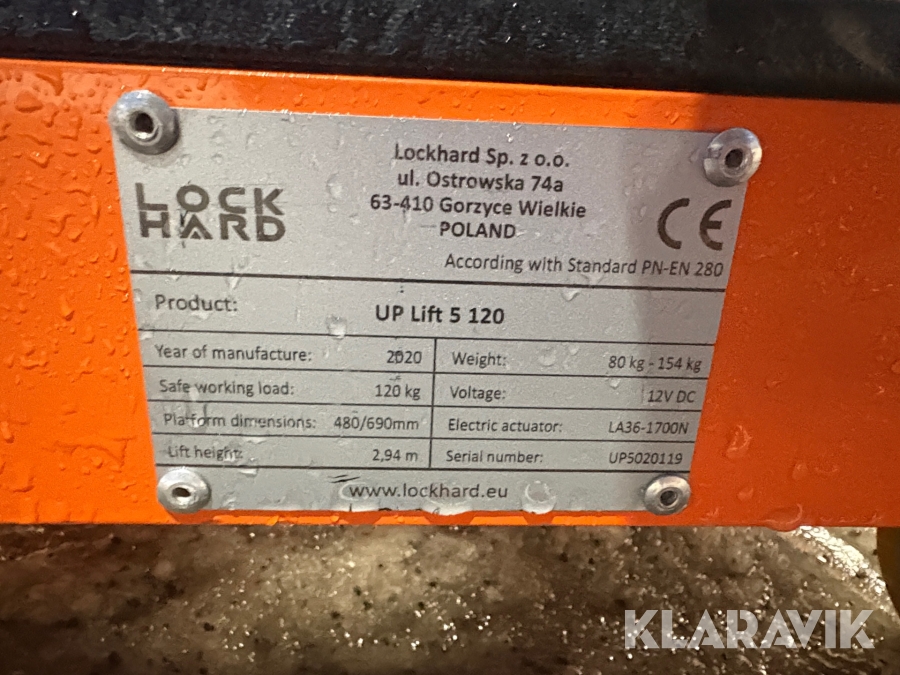 LOCK
HARD
Lockhard Sp. z o.o.
ul. Ostrowska 74a
63-410 Gorzyce Wielkie
POLAND
CE
According with Standard PN-EN 280
Product: UP Lift 5 120
Year of manufacture: 2020 Weight: 80 kg - 154 kg
Safe working load: 120 kg Voltage: 12V DC
Platform dimensions: 480/690mm Electric actuator: LA36-1700N
Lift height: 2,94 m Serial number: UP5020119
www.lockhard.eu
KLARAVIK